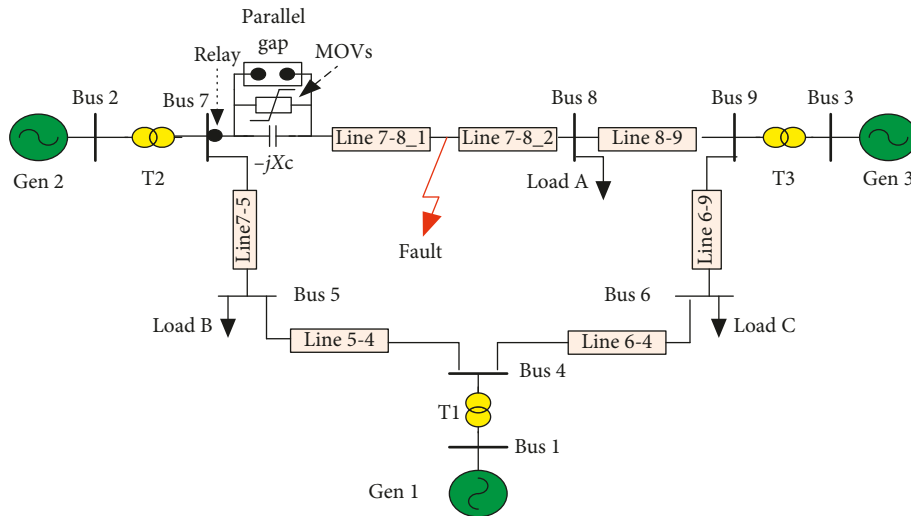 Parallel
gap
MOVs
Relay
Bus 2
Bus 7
Bus 8
Bus 9
Bus 3
Line 7-8_1
Line 7-8_2
Line 8-9
–jXc
Gen 2
T2
Load A
T3
Gen 3
Line7-5
Line 6-9
Fault
Bus 5
Bus 6
Load B
Load C
Line 5-4
Line 6-4
Bus 4
T1
Bus 1
Gen 1